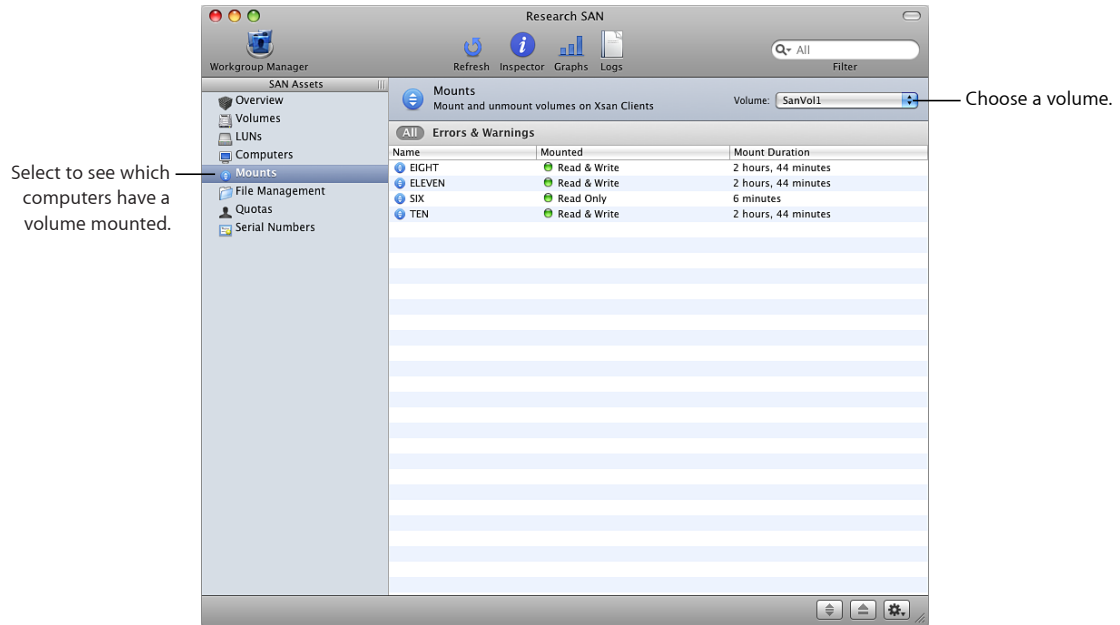 Research SAN
Workgroup Manager
Refresh
Inspector
Graphs
Logs
All
Filter
SAN Assets
Overview
Volumes
LUNs
Computers
Mounts
File Management
Quotas
Serial Numbers
Mounts
Mount and unmount volumes on Xsan Clients
Volume: SanVol1
All Errors & Warnings
Name Mounted Mount Duration
EIGHT Read & Write 2 hours, 44 minutes
ELEVEN Read & Write 2 hours, 44 minutes
SIX Read Only 6 minutes
TEN Read & Write 2 hours, 44 minutes
Select to see which
computers have a
volume mounted.
Choose a volume.